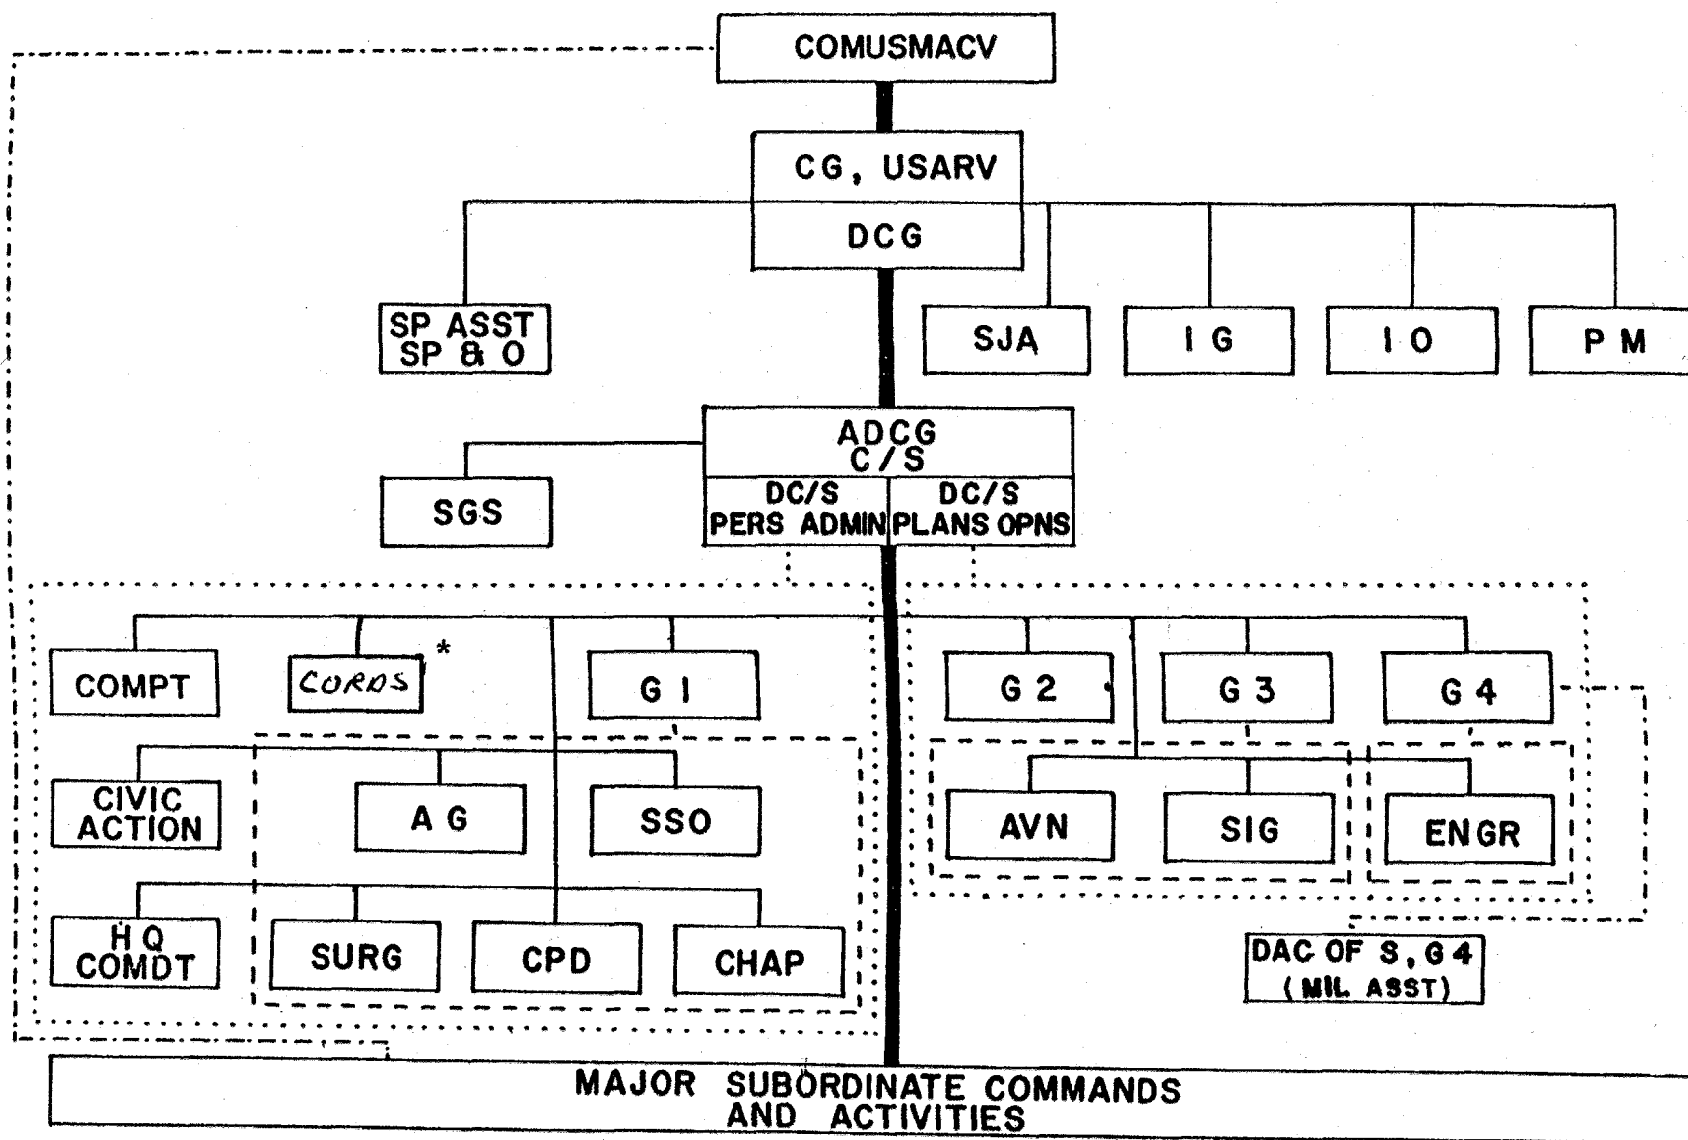 COMUSMACV
CG, USARV
DCG
SP ASST
SP & O
SJA
IG
IO
PM
ADCG
C/S
DC/S
PERS ADMIN
DC/S
PLANS OPNS
SGS
COMPT
CORDS *
G1
G2
G3
G4
CIVIC
ACTION
AG
SSO
AVN
SIG
ENGR
HQ
COMDT
SURG
CPD
CHAP
DAC OF S, G4
(MIL ASST)
MAJOR SUBORDINATE COMMANDS
AND ACTIVITIES